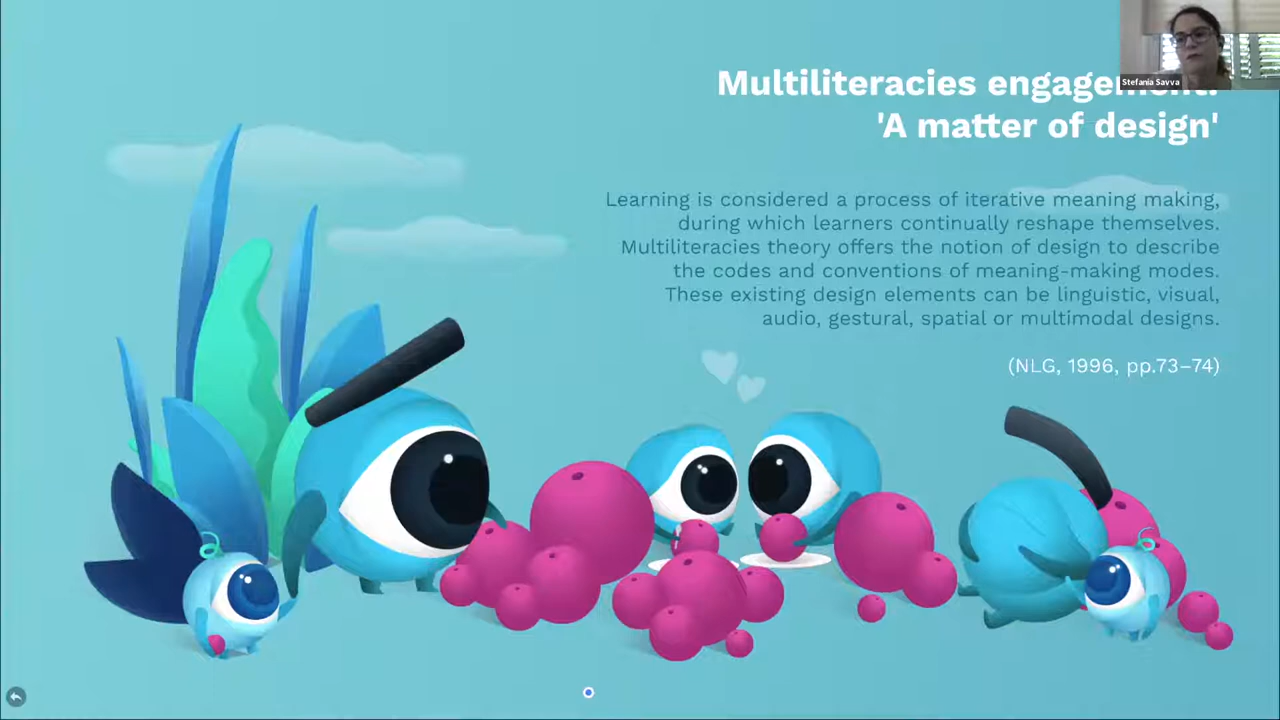 Stefania Savva
Multiliteracies engagement:
'A matter of design'
Learning is considered a process of iterative meaning making,
during which learners continually reshape themselves.
Multiliteracies theory offers the notion of design to describe
the codes and conventions of meaning-making modes.
These existing design elements can be linguistic, visual,
audio, gestural, spatial or multimodal designs.
(NLG, 1996, pp.73–74)